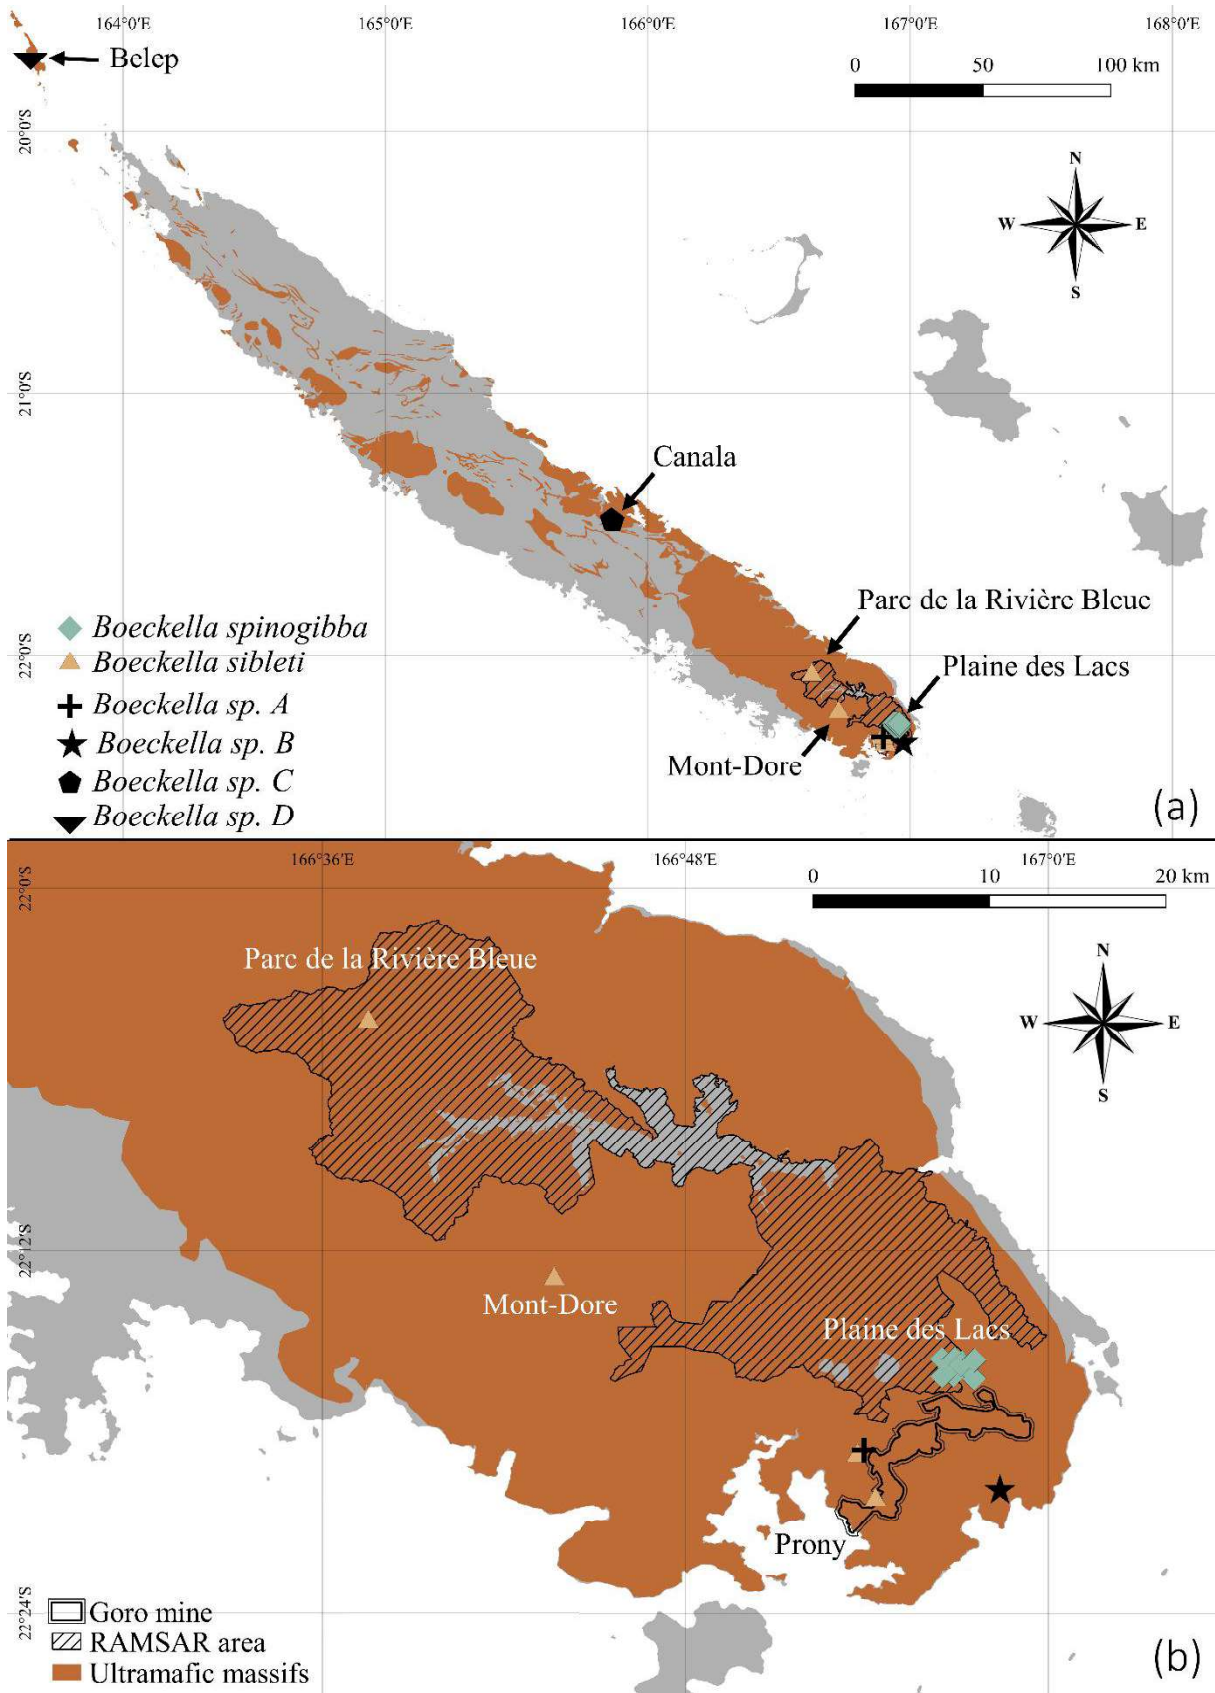 164°0′E 165°0′E 166°0′E 167°0′E 168°0′E
Belep
0 50 100 km
20°0′S
N
W E
S
21°0′S
Canala
Parc de la Rivière Bleue
Boeckella spinogibba
22°0′S
Boeckella sibleti
Plaine des Lacs
Boeckella sp. A
Boeckella sp. B
Mont-Dore
Boeckella sp. C
Boeckella sp. D
(a)
166°36′E 166°48′E 167°0′E
0 10 20 km
22°0′S
Parc de la Rivière Bleue
N
W E
S
22°12′S
Mont-Dore
Plaine des Lacs
Prony
22°24′S
Goro mine
RAMSAR area
Ultramafic massifs
(b)